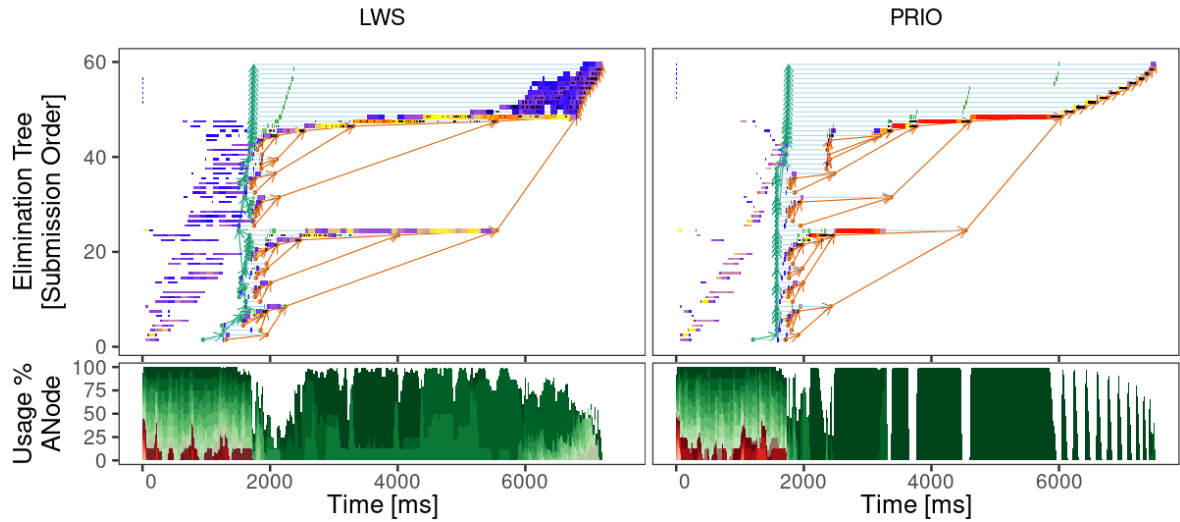 LWS PRIO
Elimination Tree
[Submission Order]
60
40
20
0
Usage %
ANode
100
75
50
25
0
0 2000 4000 6000 0 2000 4000 6000
Time [ms] Time [ms]